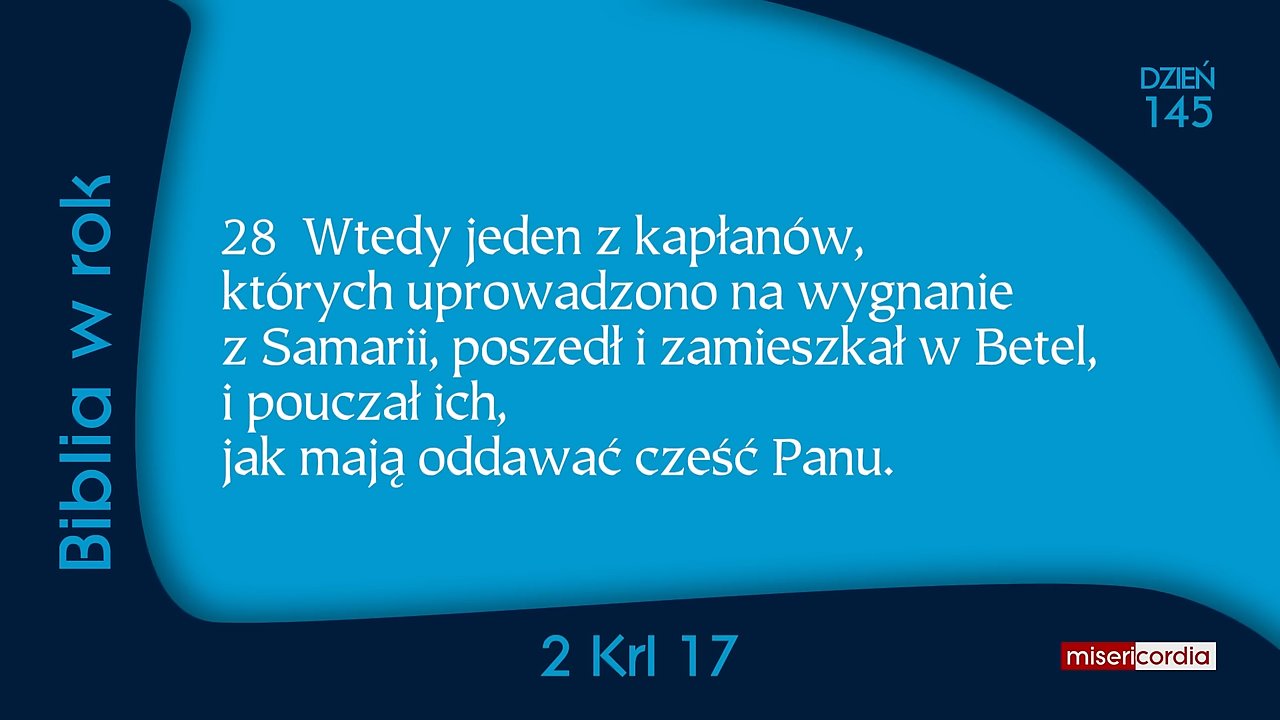 DZIEŃ
145
Biblia w rok
28 Wtedy jeden z kapłanów,
których uprowadzono na wygnanie
z Samarii, poszedł i zamieszkał w Betel,
i pouczał ich,
jak mają oddawać cześć Panu.
2 Krl 17
misericordia